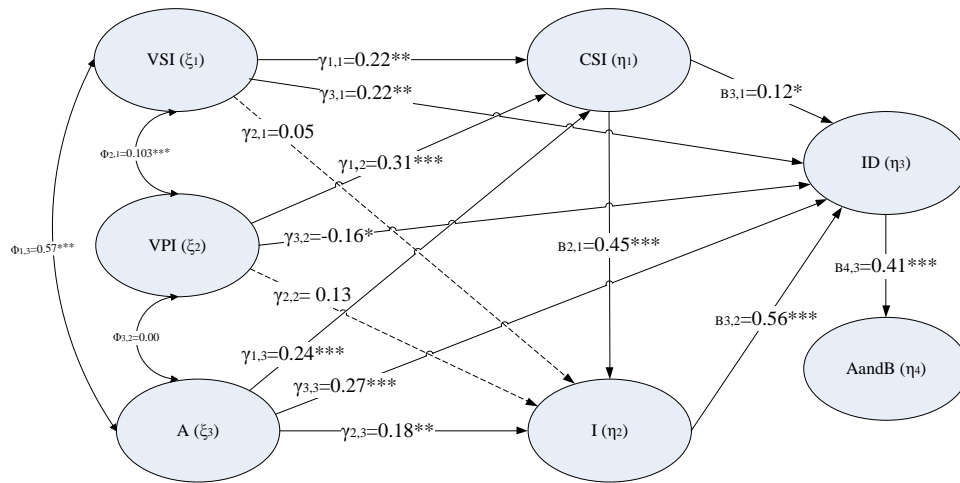 VSI (ξ1)
γ1,1=0.22**
CSI (η1)
γ3,1=0.22**
B3,1=0.12*
γ2,1=0.05
Φ2,1=0.103***
γ1,2=0.31***
ID (η3)
VPI (ξ2)
γ3,2=-0.16*
Φ1,3=0.57***
B2,1=0.45***
B4,3=0.41***
γ2,2= 0.13
B3,2=0.56***
Φ3,2=0.00
γ1,3=0.24***
AandB (η4)
γ3,3=0.27***
A (ξ3)
γ2,3=0.18**
I (η2)